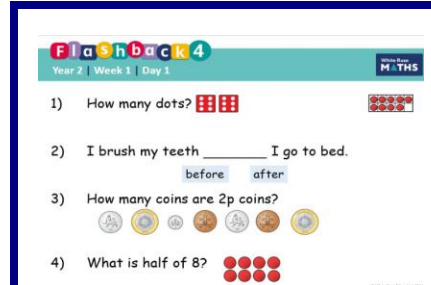 Flashback 4
Year 2 | Week 1 | Day 1
White Rose
MATHS
1) How many dots?
2) I brush my teeth _______ I go to bed.
before after
3) How many coins are 2p coins?
4) What is half of 8?